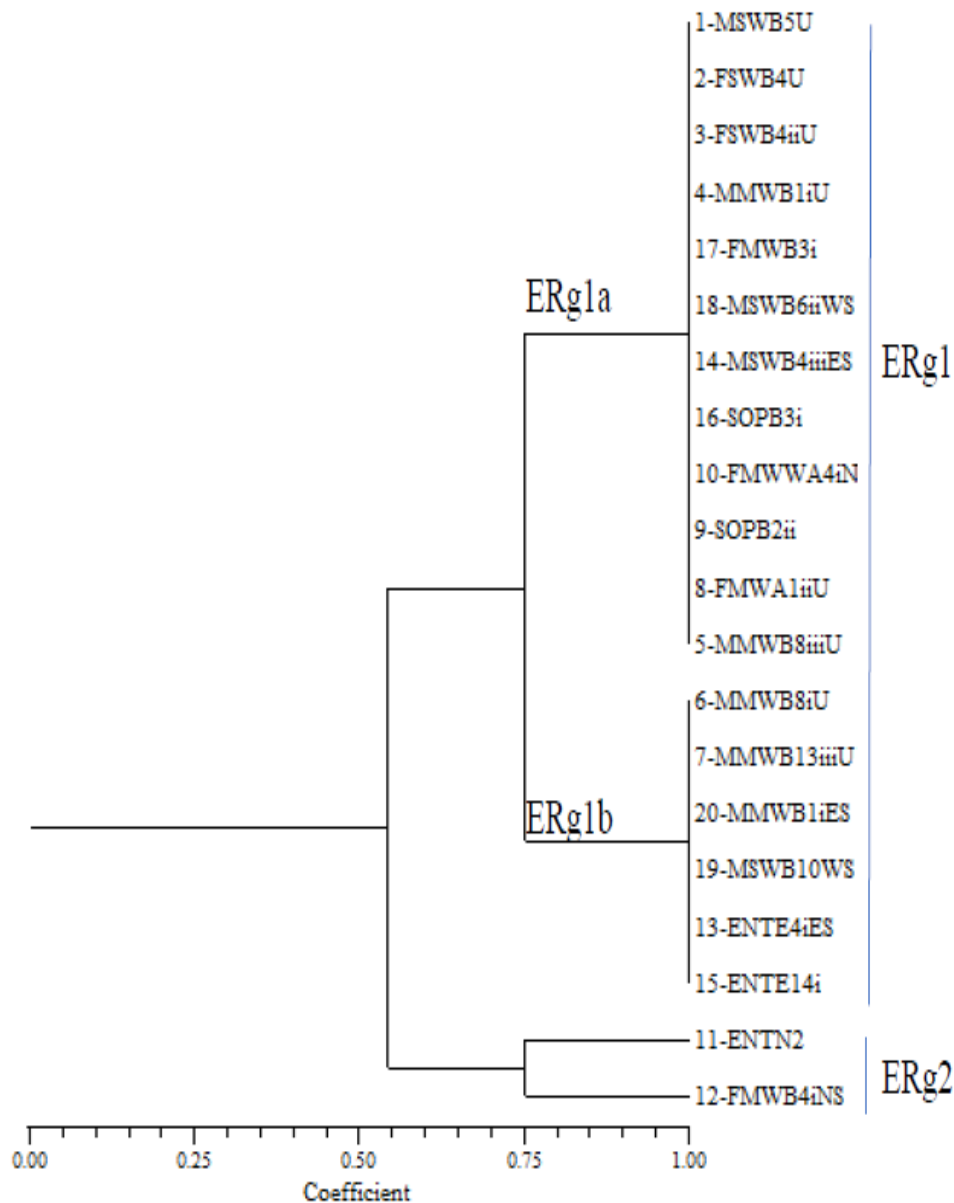 1-MSWB5U
2-FSWB4U
3-FSWB4iiU
4-MMWB1iU
17-FMWB3i
ERg1a
18-MSWB6iiWS
14-MSWB4iiiES
ERg1
16-SOPB3i
10-FMWWA4iN
9-SOPB2ii
8-FMWA1iiU
5-MMWB8iiiU
6-MMWB8iU
7-MMWB13iiiU
ERg1b
20-MMWB1iES
19-MSWB10WS
13-ENTE4iES
15-ENTE14i
11-ENTN2
ERg2
12-FMWB4iNS
0.00 0.25 0.50 0.75 1.00
Coefficient